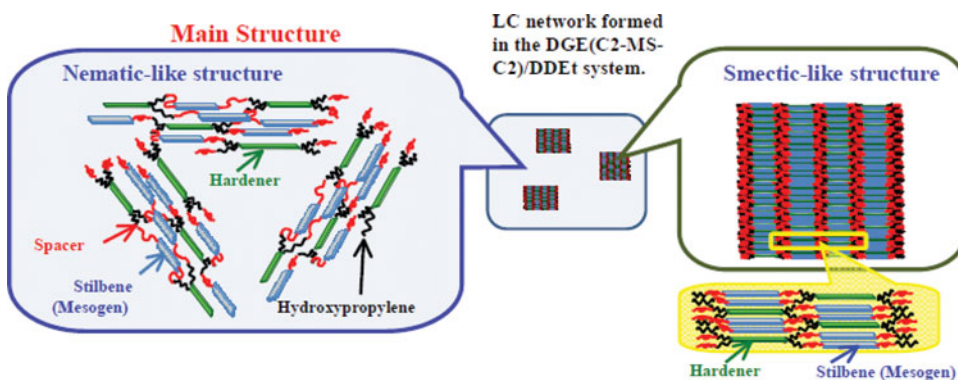 Main Structure
Nematic-like structure
Hardener
Spacer
Stilbene
(Mesogen)
Hydroxypropylene
LC network formed
in the DGE(C2-MS-
C2)/DDEt system.
Smectic-like structure
Hardener
Stilbene (Mesogen)